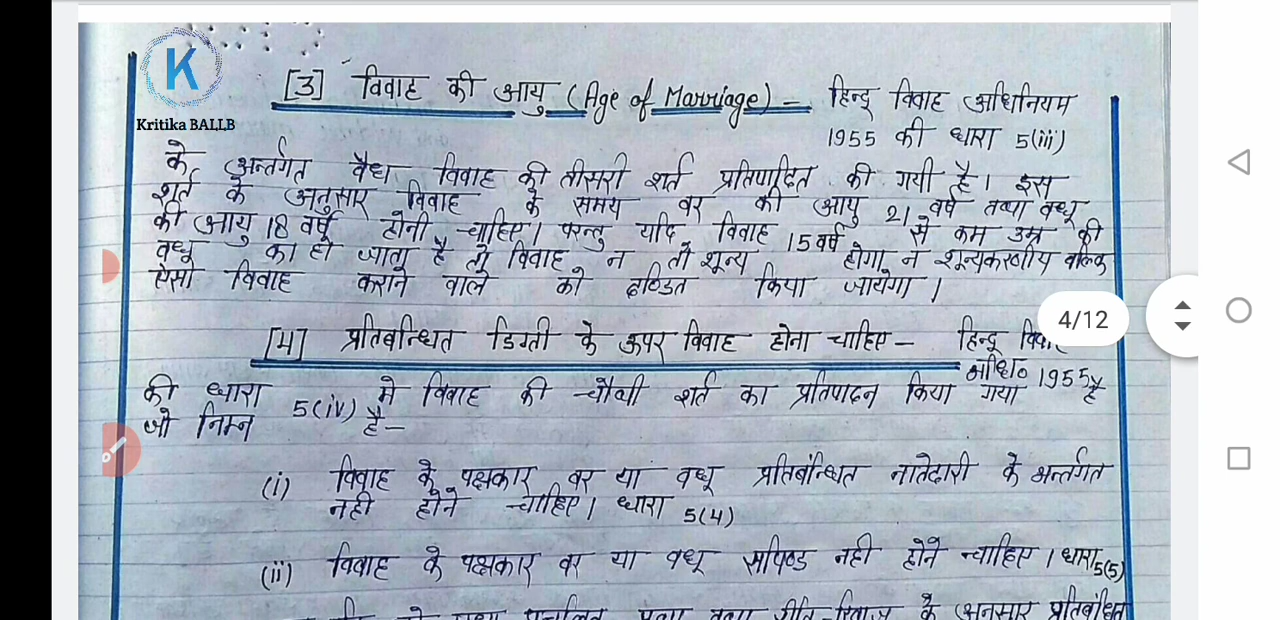 K
Kritika BALLB
[3] विवाह की आयु (Age of Marriage) – हिन्दू विवाह अधिनियम
1955 की धारा 5(iii)
के अन्तर्गत वैध विवाह की तीसरी शर्त प्रतिपादित की गयी है। इस
शर्त के अनुसार विवाह के समय वर की आयु 21 वर्ष तथा वधू
की आयु 18 वर्ष होनी चाहिए। परन्तु यदि विवाह 15 वर्ष से कम उम्र की
वधू का हो जाता है तो विवाह न तो शून्य होगा न शून्यकरणीय बल्कि
ऐसा विवाह कराने वाले को दण्डित किया जायेगा।
[4] प्रतिबन्धित डिग्री के ऊपर विवाह होना चाहिए – हिन्दू विवाह
अधि० 1955
की धारा 5(iv) मे विवाह की चौथी शर्त का प्रतिपादन किया गया है
जो निम्न है –
(i) विवाह के पक्षकार वर या वधू प्रतिबंन्धित नातेदारी के अन्तर्गत
नही होने चाहिए। धारा 5(4)
(ii) विवाह के पक्षकार वर या वधू सपिण्ड नही होने चाहिए। धारा 5(5)
प्रथा तथा रीति-रिवाज के अनुसार प्रतिबंधित
4/12